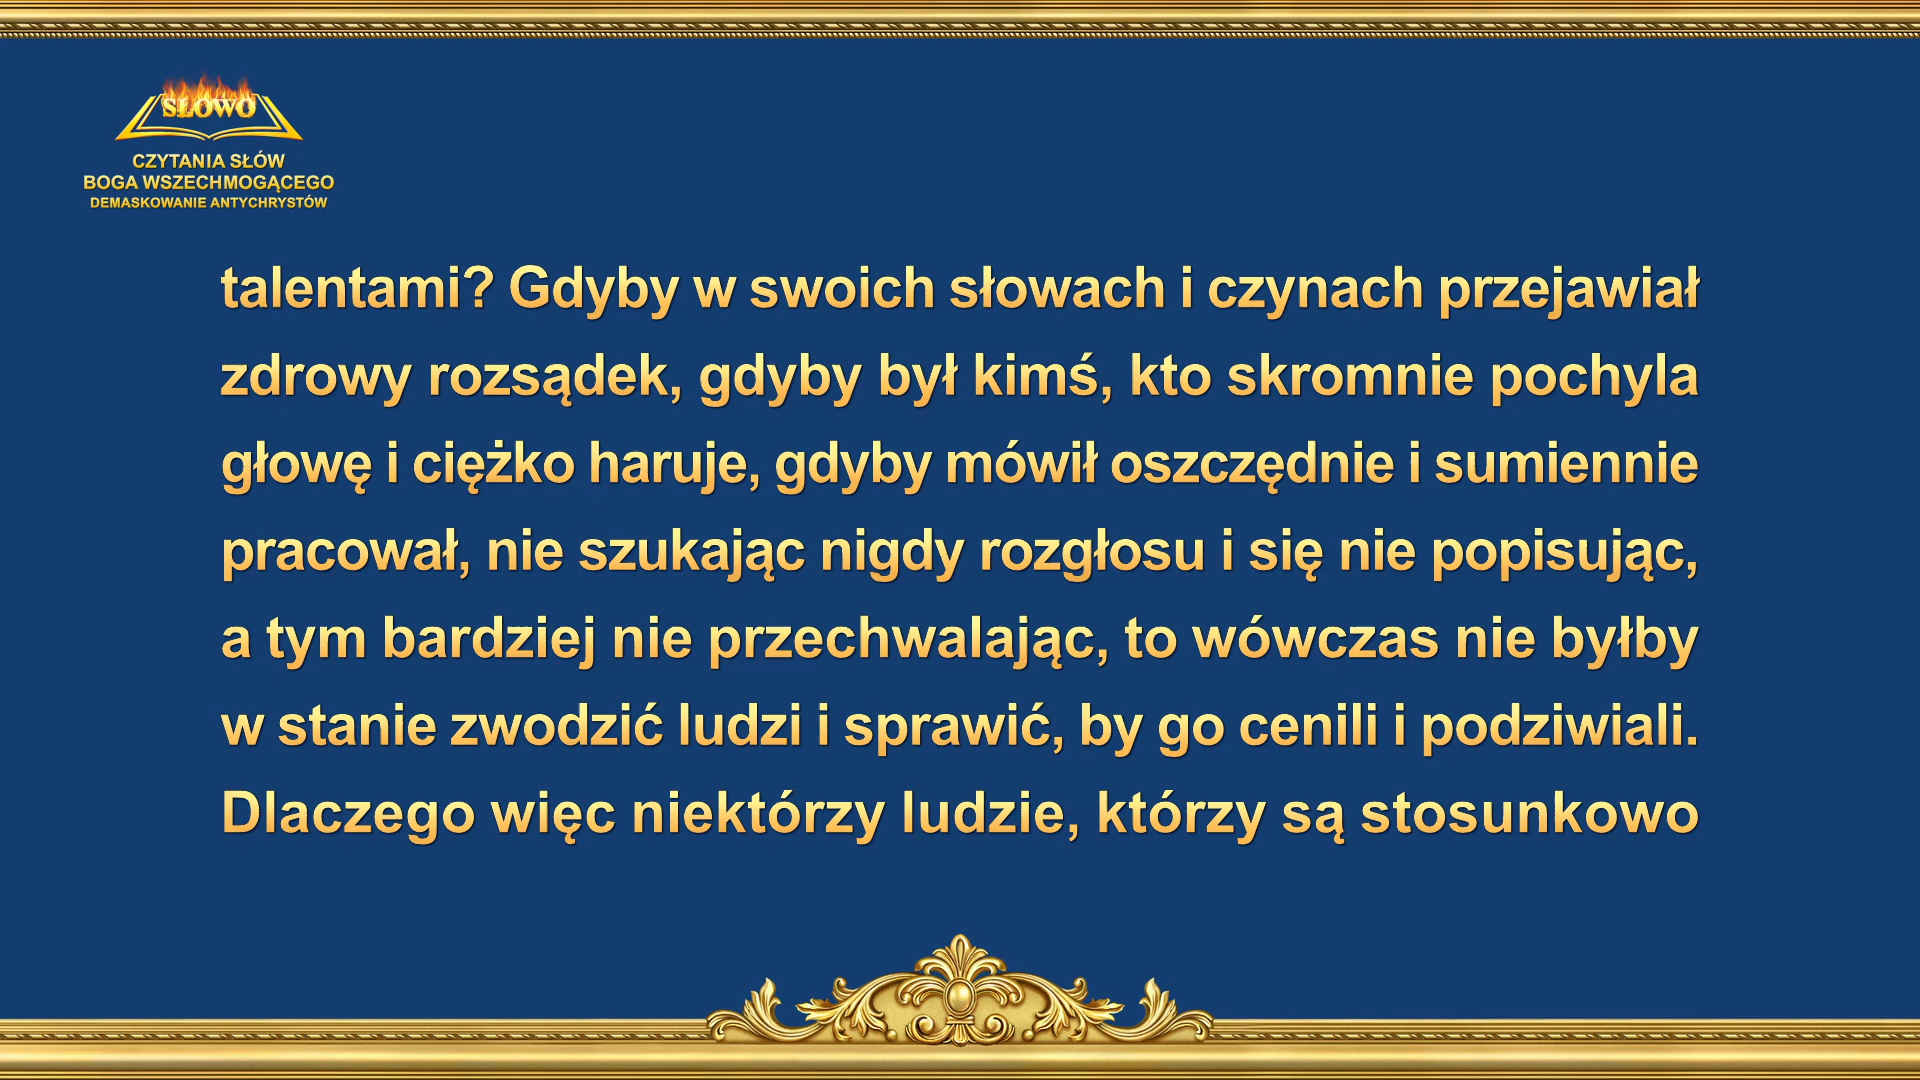 SŁOWO
CZYTANIA SŁÓW
BOGA WSZECHMOGĄCEGO
DEMASKOWANIE ANTYCHRYSTÓW
talentami? Gdyby w swoich słowach i czynach przejawiał
zdrowy rozsądek, gdyby był kimś, kto skromnie pochyla
głowę i ciężko haruje, gdyby mówił oszczędnie i sumiennie
pracował, nie szukając nigdy rozgłosu i się nie popisując,
a tym bardziej nie przechwalając, to wówczas nie byłby
w stanie zwodzić ludzi i sprawić, by go cenili i podziwiali.
Dlaczego więc niektórzy ludzie, którzy są stosunkowo